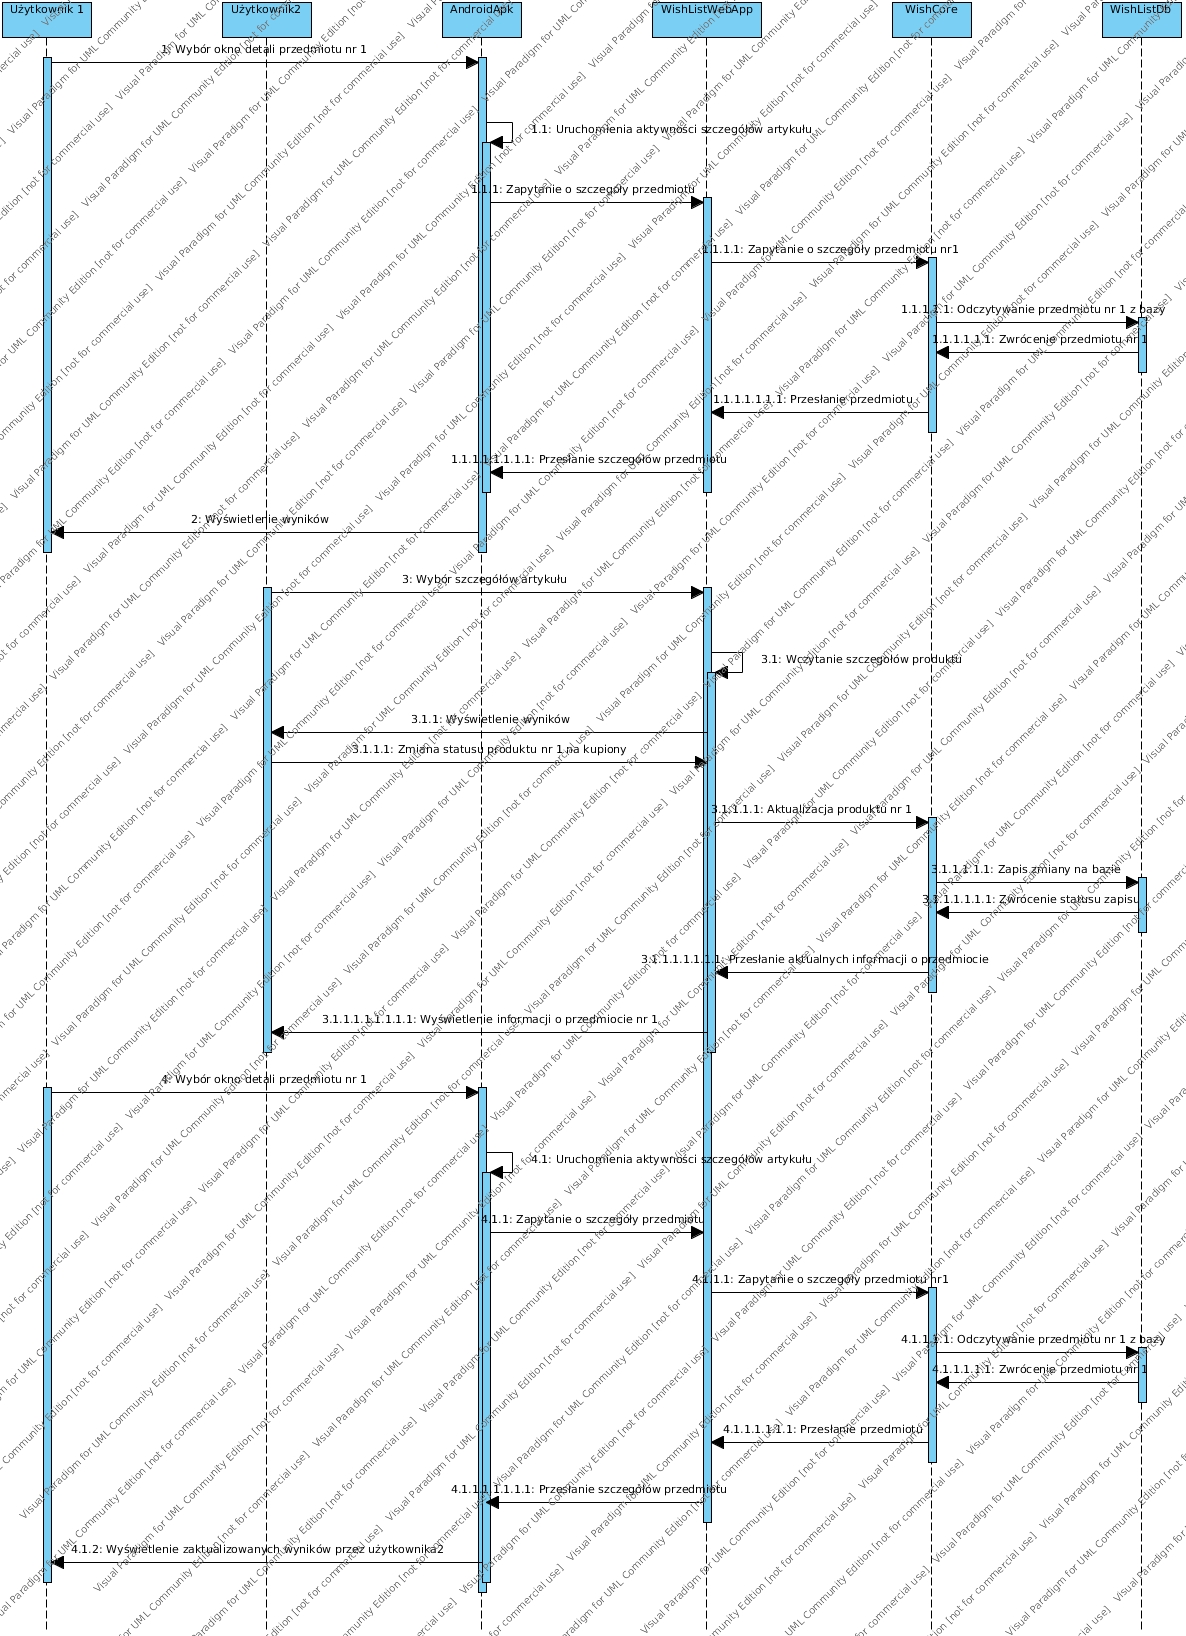 Użytkownik 1
Użytkownik2
AndroidApk
WishListWebApp
WishCore
WishListDb
1: Wybór okno detali przedmiotu nr 1
1.1: Uruchomienia aktywności szczegółów artykułu
1.1.1: Zapytanie o szczegóły przedmiotu
1.1.1.1: Zapytanie o szczegóły przedmiotu nr1
1.1.1.1.1: Odczytywanie przedmiotu nr 1 z bazy
1.1.1.1.1.1: Zwrócenie przedmiotu nr 1
1.1.1.1.1.1.1: Przesłanie przedmiotu
1.1.1.1.1.1.1.1: Przesłanie szczegółów przedmiotu
2: Wyświetlenie wyników
3: Wybór szczegółów artykułu
3.1: Wczytanie szczegołów produktu
3.1.1: Wyświetlenie wyników
3.1.1.1: Zmiana statusu produktu nr 1 na kupiony
3.1.1.1.1: Aktualizacja produktu nr 1
3.1.1.1.1.1: Zapis zmiany na bazie
3.1.1.1.1.1.1: Zwrócenie statusu zapisu
3.1.1.1.1.1.1.1: Przesłanie aktualnych informacji o przedmiocie
3.1.1.1.1.1.1.1.1: Wyświetlenie informacji o przedmiocie nr 1
4: Wybór okno detali przedmiotu nr 1
4.1: Uruchomienia aktywności szczegółów artykułu
4.1.1: Zapytanie o szczegóły przedmiotu
4.1.1.1: Zapytanie o szczegóły przedmiotu nr1
4.1.1.1.1: Odczytywanie przedmiotu nr 1 z bazy
4.1.1.1.1.1: Zwrócenie przedmiotu nr 1
4.1.1.1.1.1.1: Przesłanie przedmiotu
4.1.1.1.1.1.1.1: Przesłanie szczegółów przedmiotu
4.1.2: Wyświetlenie zaktualizowanych wyników przez użytkownika2
Visual Paradigm for UML Community Edition [not for commercial use]